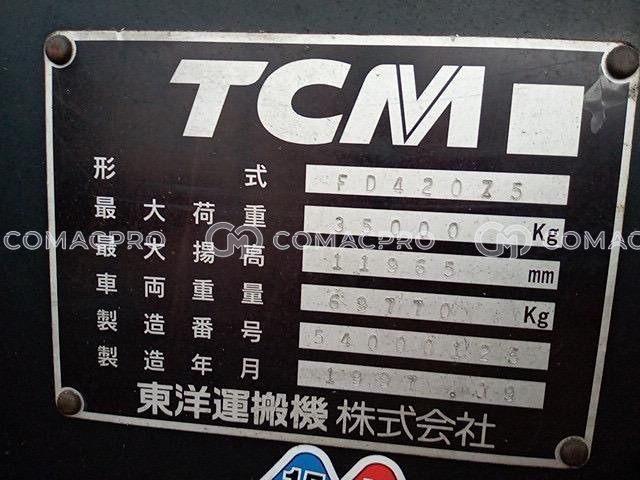 TCM
形 式 FD420Z5
最大荷重 35000 Kg
最大揚高 11965 mm
車両重量 69770 Kg
製造番号
製造年月
東洋運搬機 株式会社
COMACPRO COMACPRO COMACPRO
15